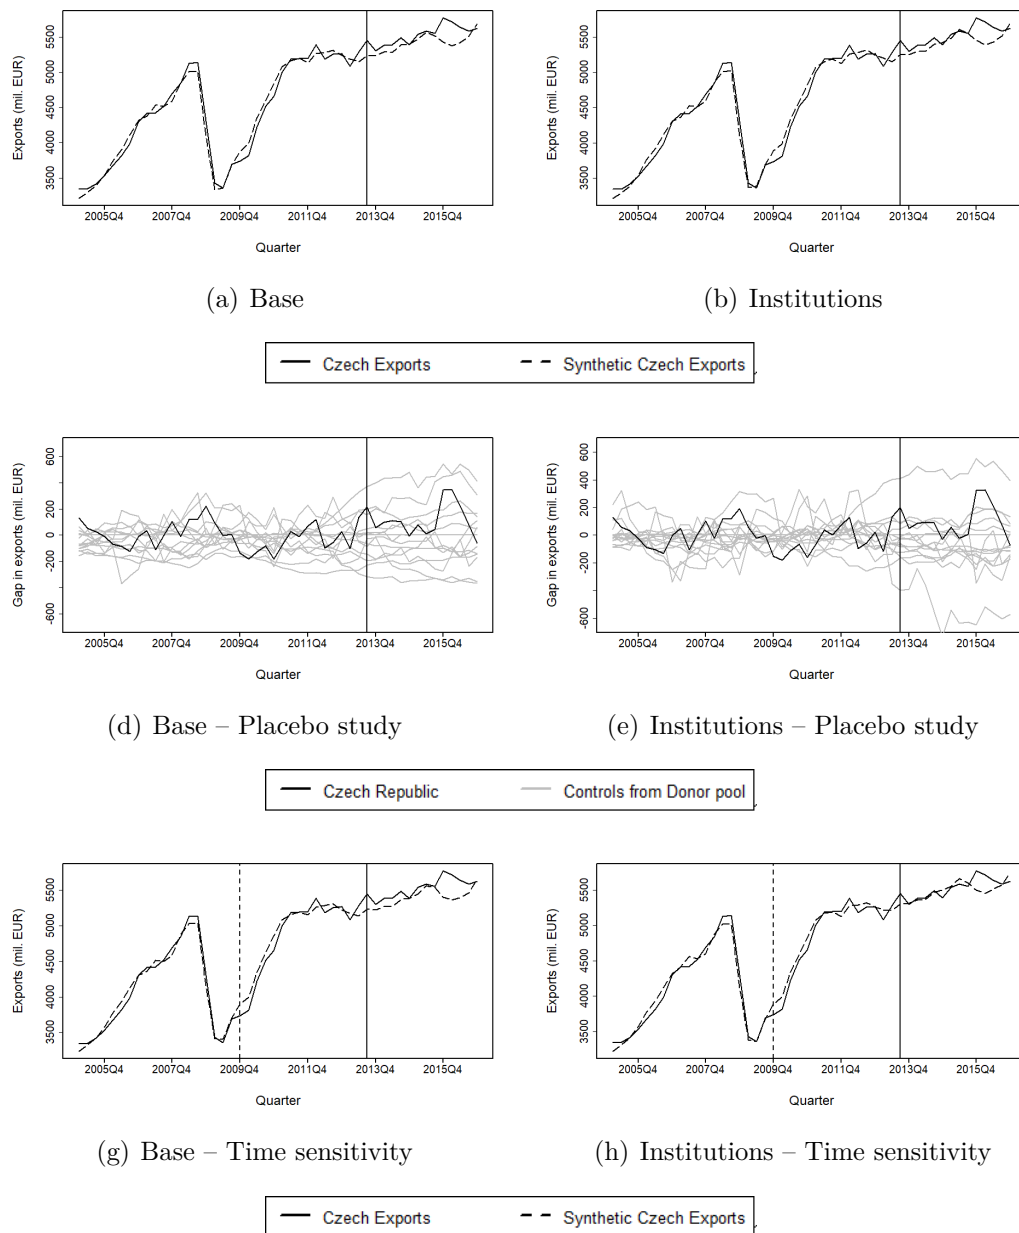 Exports (mil. EUR)
5500
5000
4500
4000
3500
2005Q4 2007Q4 2009Q4 2011Q4 2013Q4 2015Q4
Quarter
(a) Base
Exports (mil. EUR)
5500
5000
4500
4000
3500
2005Q4 2007Q4 2009Q4 2011Q4 2013Q4 2015Q4
Quarter
(b) Institutions
Czech Exports Synthetic Czech Exports
Gap in exports (mil. EUR)
600
200
0
-200
-600
2005Q4 2007Q4 2009Q4 2011Q4 2013Q4 2015Q4
Quarter
(d) Base – Placebo study
Gap in exports (mil. EUR)
600
400
200
0
-200
-600
2005Q4 2007Q4 2009Q4 2011Q4 2013Q4 2015Q4
Quarter
(e) Institutions – Placebo study
Czech Republic Controls from Donor pool
Exports (mil. EUR)
5500
5000
4500
4000
3500
2005Q4 2007Q4 2009Q4 2011Q4 2013Q4 2015Q4
Quarter
(g) Base – Time sensitivity
Exports (mil. EUR)
5500
5000
4500
4000
3500
2005Q4 2007Q4 2009Q4 2011Q4 2013Q4 2015Q4
Quarter
(h) Institutions – Time sensitivity
Czech Exports Synthetic Czech Exports